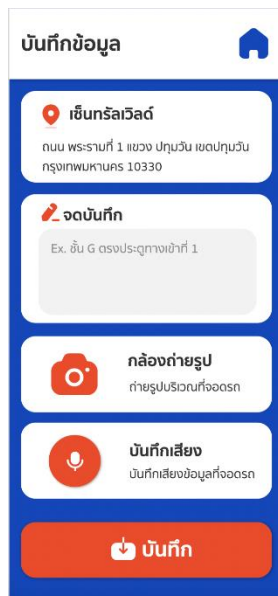 บันทึกข้อมูล
เซ็นทรัลเวิลด์
ถนน พระรามที่ 1 แขวง ปทุมวัน เขตปทุมวัน
กรุงเทพมหานคร 10330
จดบันทึก
Ex. ชั้น G ตรงประตูทางเข้าที่ 1
กล้องถ่ายรูป
ถ่ายรูปบริเวณที่จอดรถ
บันทึกเสียง
บันทึกเสียงข้อมูลที่จอดรถ
บันทึก